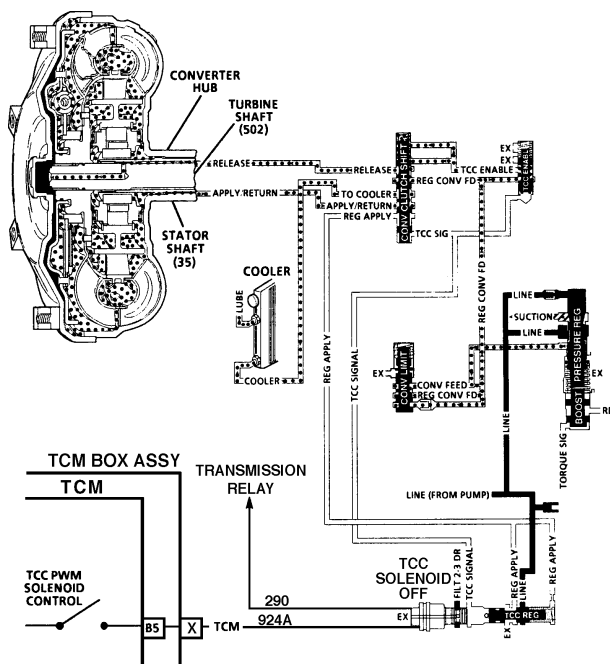 CONVERTER
HUB
TURBINE
SHAFT
(502)
RELEASE
RELEASE
CONV CLUTCH SHIFT
EX
EX
TCC ENABLE
TCC ENABLE
REG CONV FD
APPLY/RETURN
TO COOLER
APPLY/RETURN
REG APPLY
STATOR
SHAFT
(35)
TCC SIG
COOLER
LUBE
COOLER
REG APPLY
TCC SIGNAL
REG CONV FD
LINE
SUCTION
LINE
BOOST
PRESSURE REG
EX
EX
CONV LIMIT
CONV FEED
REG CONV FD
LINE
TORQUE SIG
TCM BOX ASSY
TCM
TRANSMISSION
RELAY
LINE (FROM PUMP)
TCC PWM
SOLENOID
CONTROL
TCC
SOLENOID
OFF
FILT 2-3 DR
TCC SIGNAL
REG APPLY
LINE
REG APPLY
290
924A
B5
X
TCM
EX
TCC REG
EX